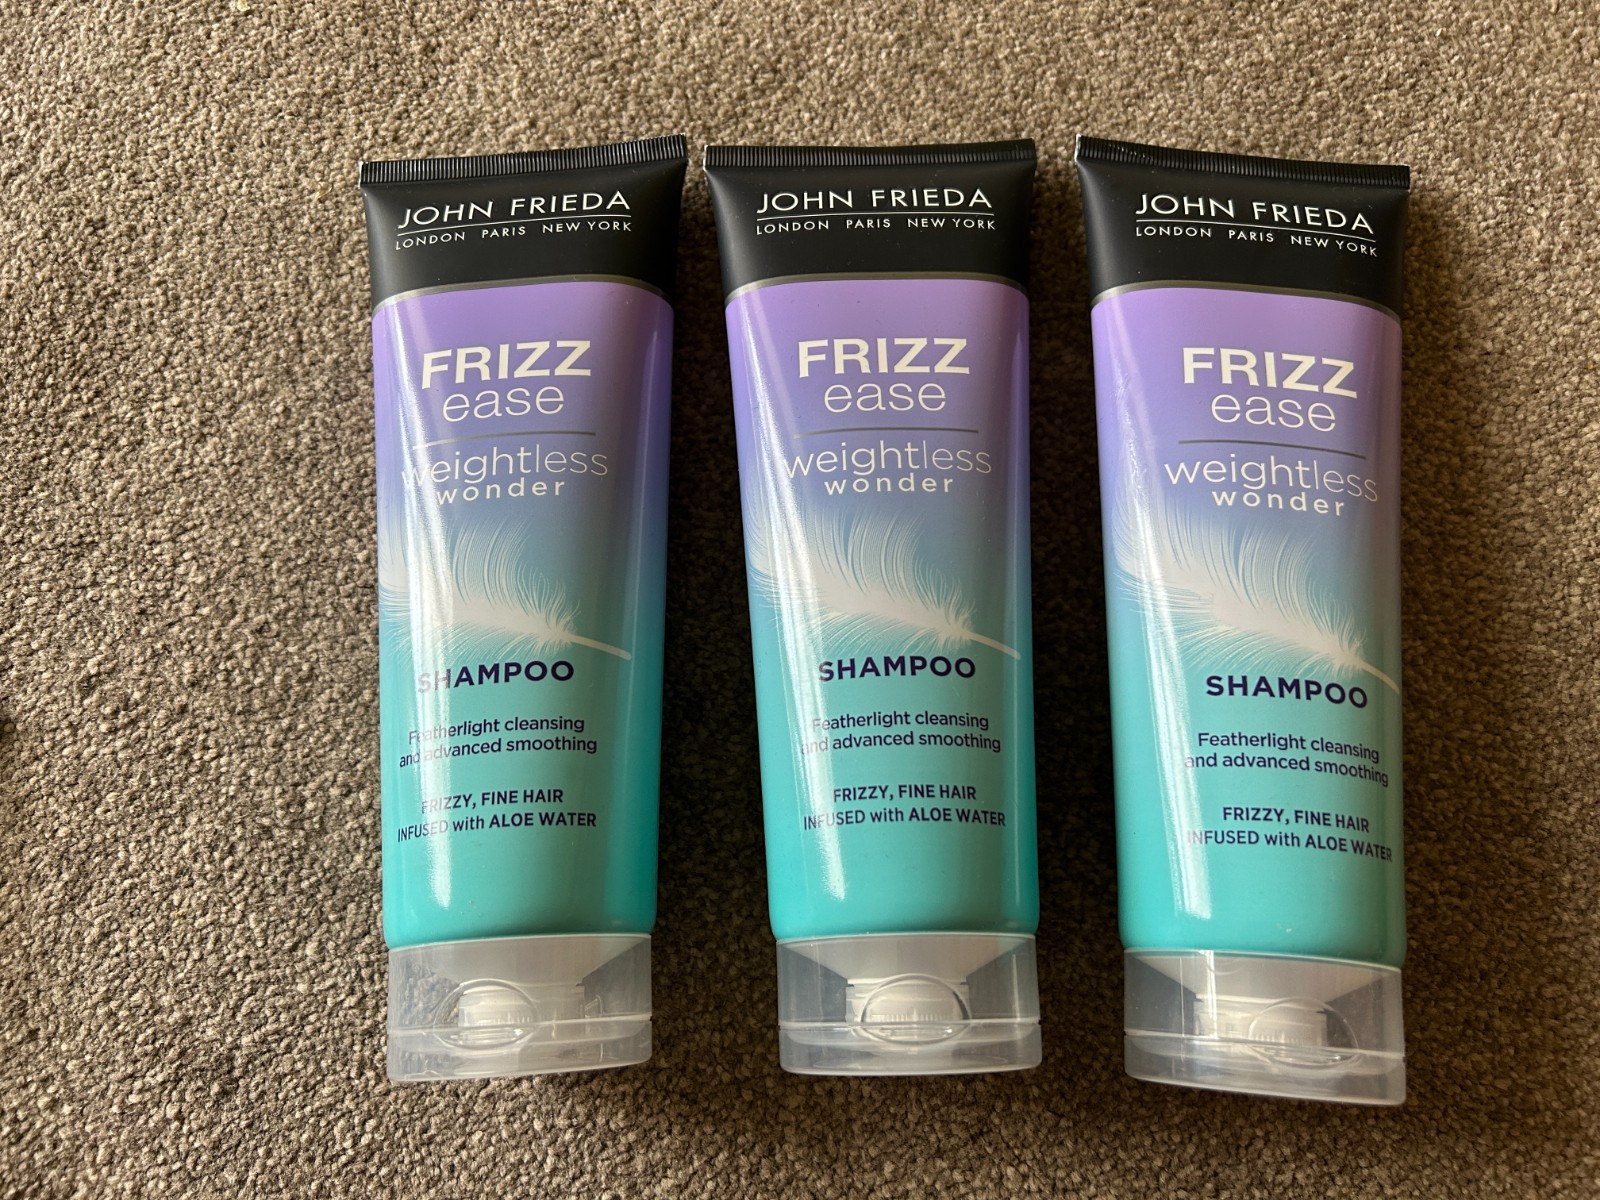 JOHN FRIEDA
LONDON PARIS NEW YORK
FRIZZ
ease
weightless
wonder
SHAMPOO
Featherlight cleansing
and advanced smoothing
FRIZZY, FINE HAIR
INFUSED with ALOE WATER
JOHN FRIEDA
LONDON PARIS NEW YORK
FRIZZ
ease
weightless
wonder
SHAMPOO
Featherlight cleansing
and advanced smoothing
FRIZZY, FINE HAIR
INFUSED with ALOE WATER
JOHN FRIEDA
LONDON PARIS NEW YORK
FRIZZ
ease
weightless
wonder
SHAMPOO
Featherlight cleansing
and advanced smoothing
FRIZZY, FINE HAIR
INFUSED with ALOE WATER